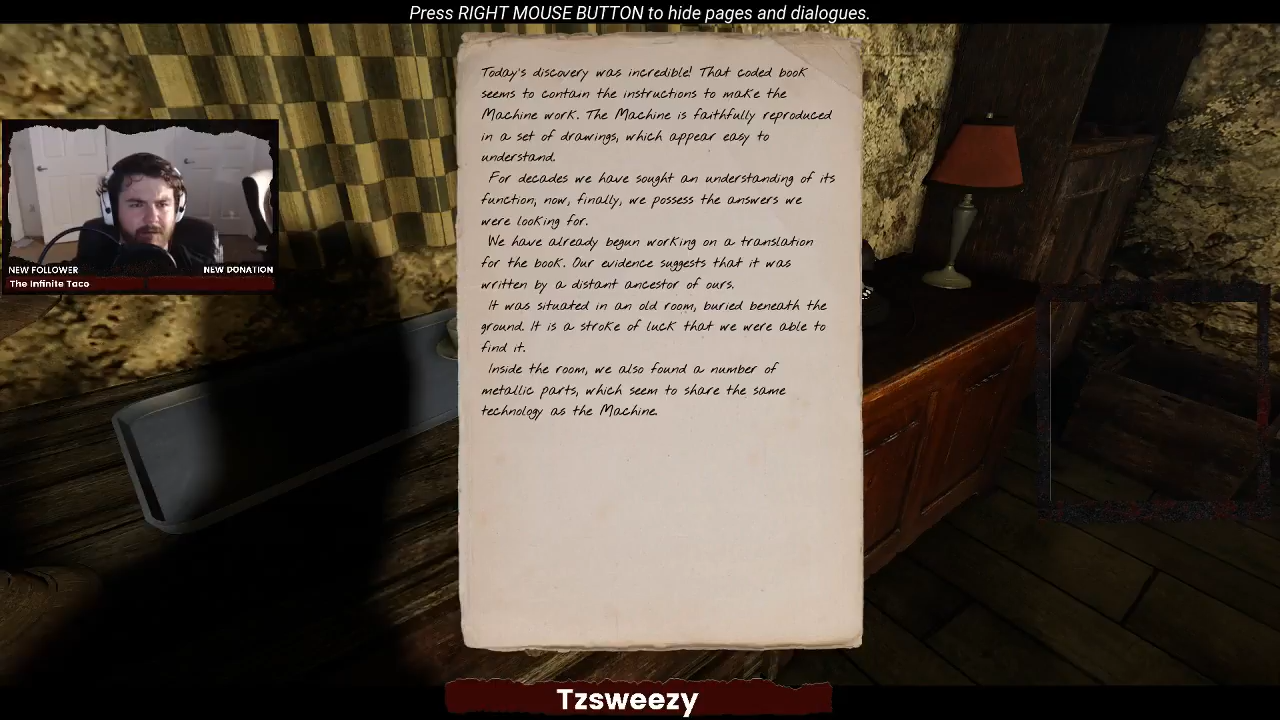 Press RIGHT MOUSE BUTTON to hide pages and dialogues.
Today's discovery was incredible! That coded book
seems to contain the instructions to make the
Machine work. The Machine is faithfully reproduced
in a set of drawings, which appear easy to
understand.
For decades we have sought an understanding of its
function, now, finally, we possess the answers we
were looking for.
We have already begun working on a translation
for the book. Our evidence suggests that it was
written by a distant ancestor of ours.
It was situated in an old room, buried beneath the
ground. It is a stroke of luck that we were able to
find it.
Inside the room, we also found a number of
metallic parts, which seem to share the same
technology as the Machine.
NEW FOLLOWER
NEW DONATION
The Infinite Taco
Tzsweezy